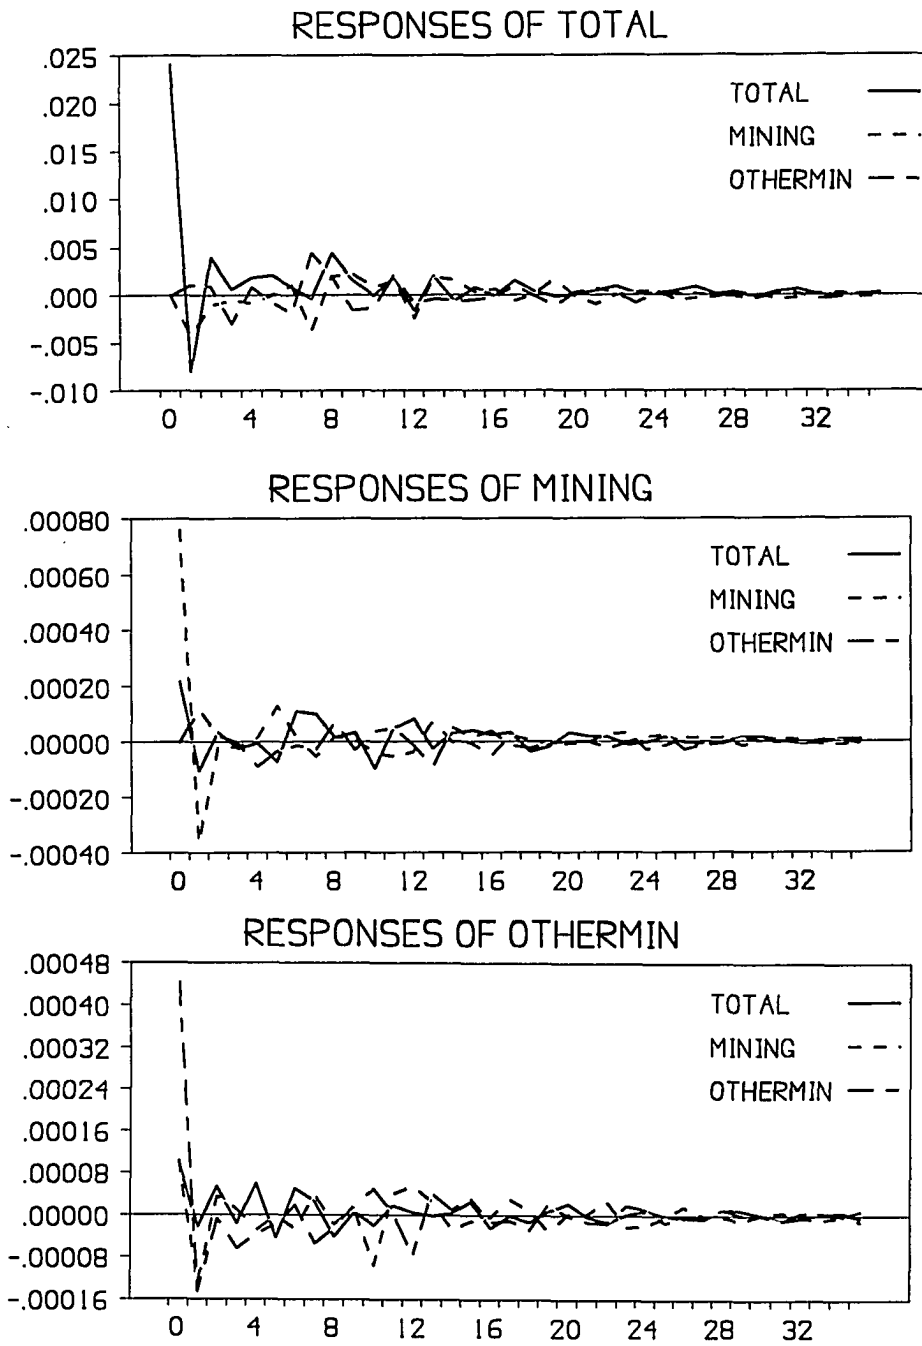 RESPONSES OF TOTAL
.025
.020
.015
.010
.005
.000
-.005
-.010
TOTAL
MINING
OTHERMIN
0 4 8 12 16 20 24 28 32
RESPONSES OF MINING
.00080
.00060
.00040
.00020
.00000
-.00020
-.00040
TOTAL
MINING
OTHERMIN
0 4 8 12 16 20 24 28 32
RESPONSES OF OTHERMIN
.00048
.00040
.00032
.00024
.00016
.00008
.00000
-.00008
-.00016
TOTAL
MINING
OTHERMIN
0 4 8 12 16 20 24 28 32